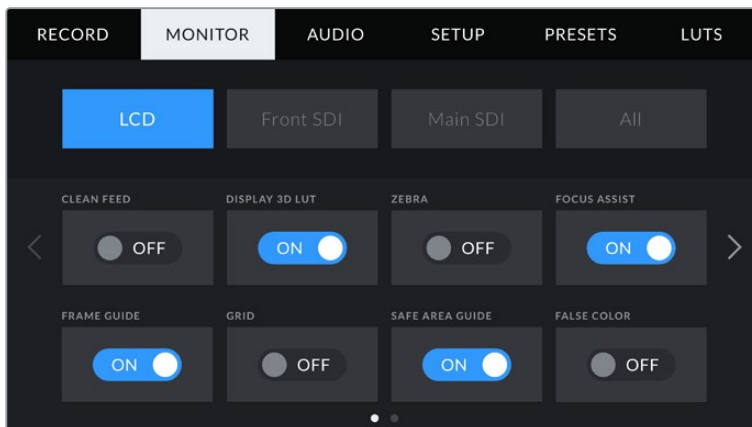 RECORD MONITOR AUDIO SETUP PRESETS LUTS
LCD Front SDI Main SDI All
CLEAN FEED DISPLAY 3D LUT ZEBRA FOCUS ASSIST
OFF ON OFF ON
FRAME GUIDE GRID SAFE AREA GUIDE FALSE COLOR
ON OFF ON OFF